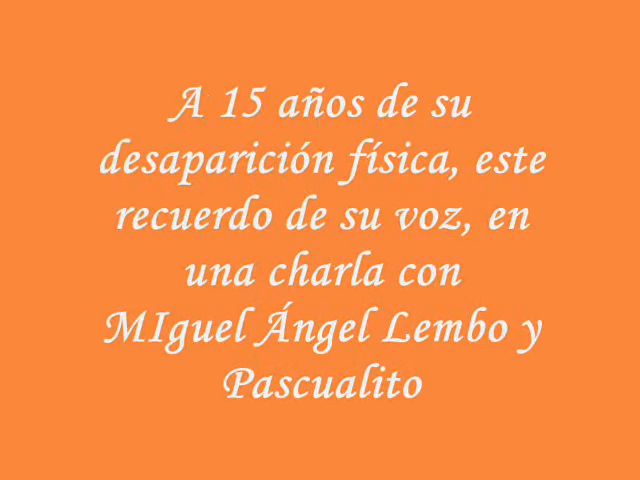 A 15 años de su
desaparición física, este
recuerdo de su voz, en
una charla con
MIguel Ángel Lembo y
Pascualito